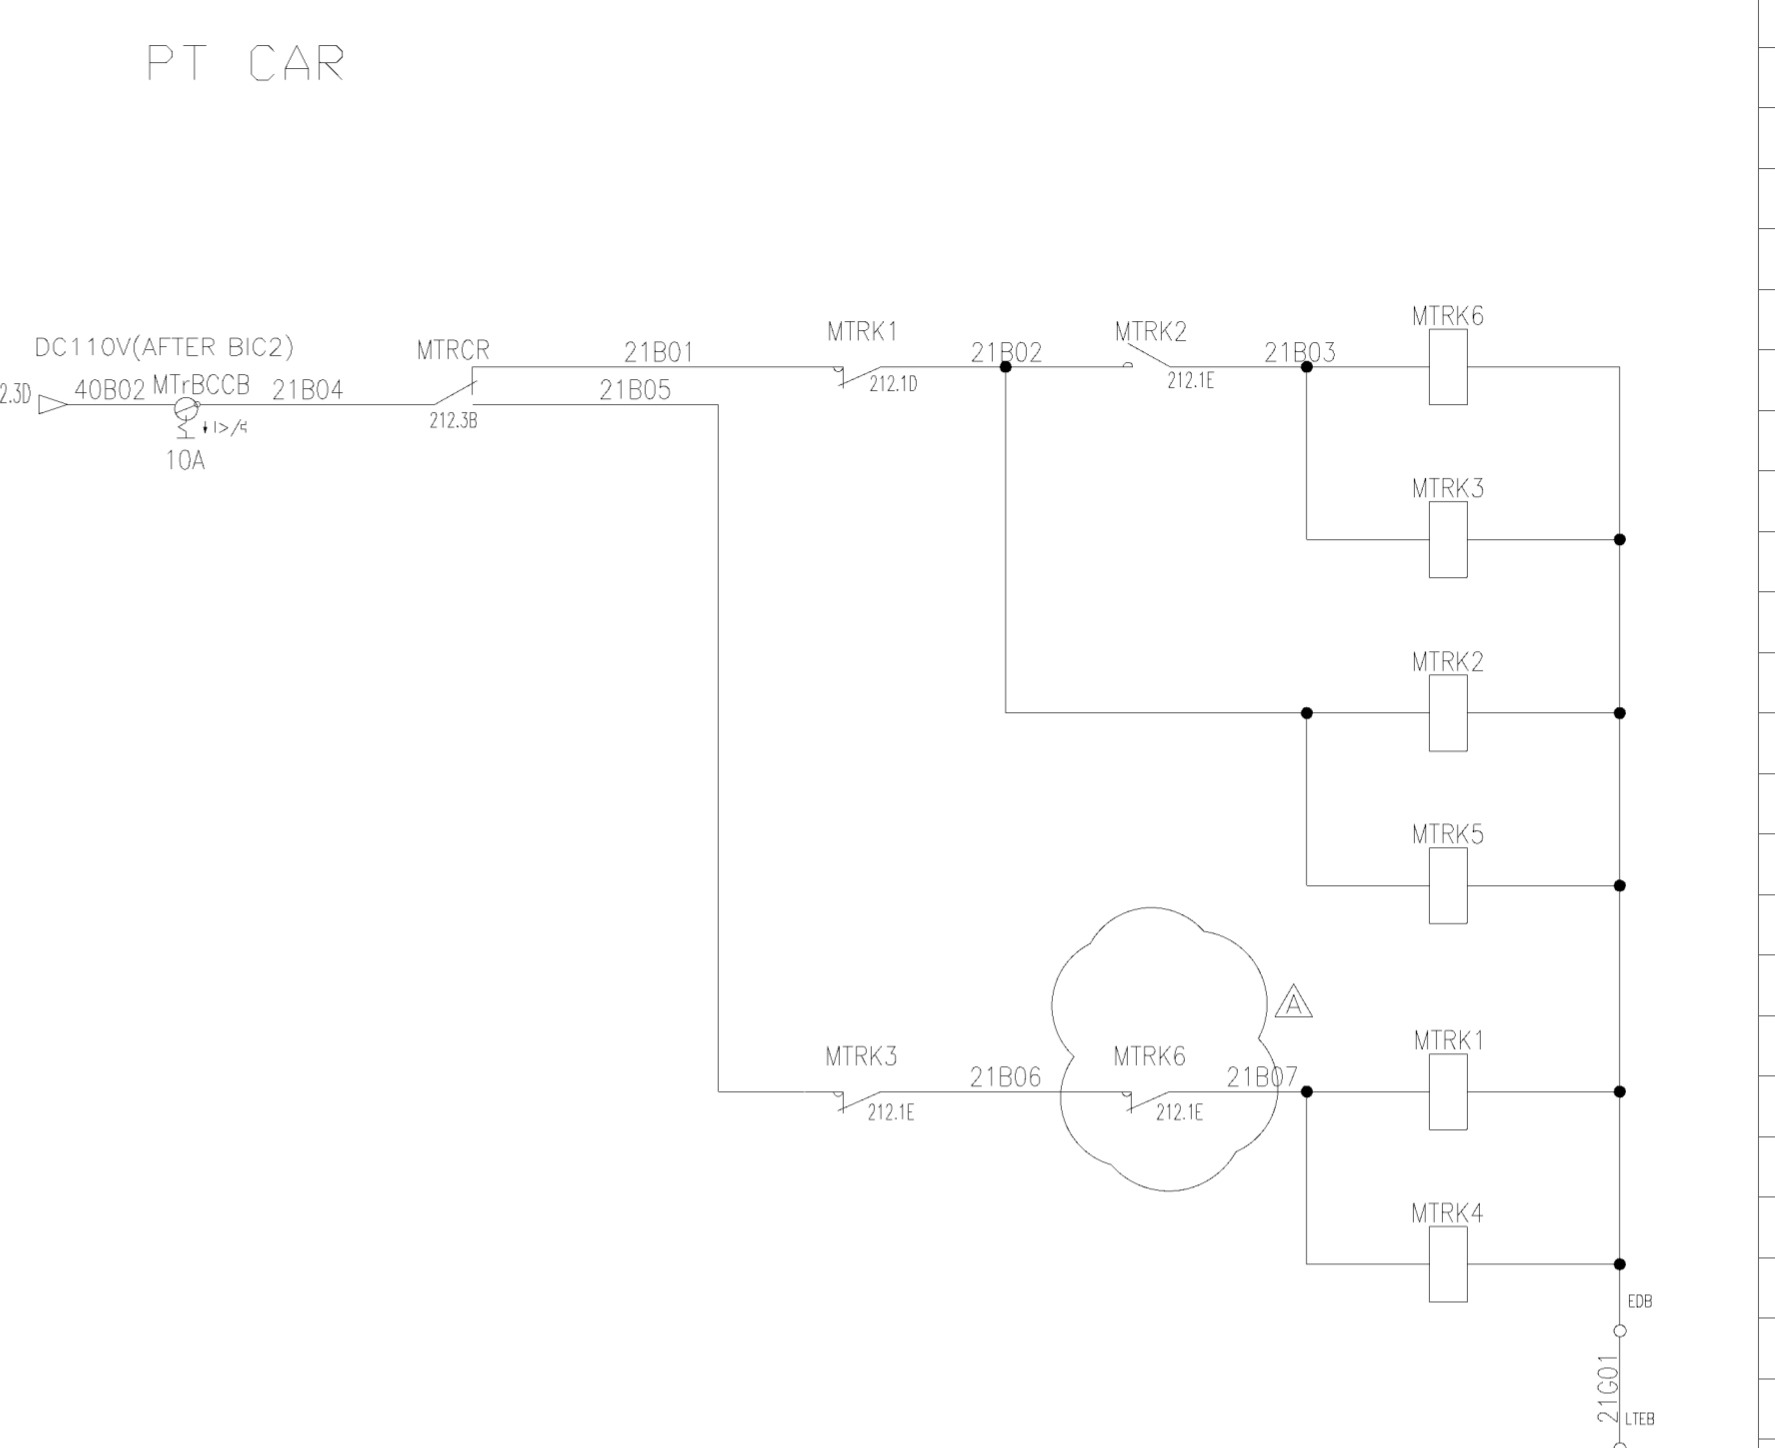 PT CAR
MTRK6
DC110V(AFTER BIC2)
MTRCR
21B01
MTRK1
21B02
MTRK2
21B03
2.3D
40B02
MTrBCCB
21B04
21B05
212.1D
212.1E
212.3B
I>/
10A
MTRK3
MTRK2
MTRK5
A
MTRK3
21B06
MTRK6
21B07
MTRK1
212.1E
212.1E
MTRK4
EDB
21G01
LTEB